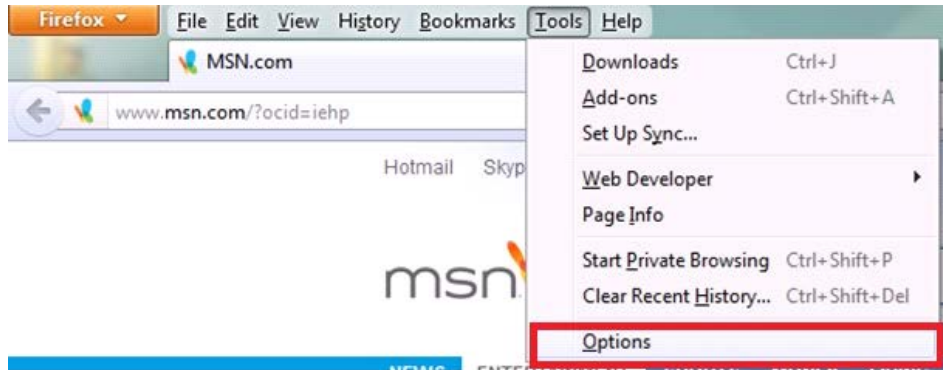 Firefox File Edit View History Bookmarks Tools Help
MSN.com
www.msn.com/?ocid=iehp
Hotmail Skyp
msn
Downloads Ctrl+J
Add-ons Ctrl+Shift+A
Set Up Sync...
Web Developer
Page Info
Start Private Browsing Ctrl+Shift+P
Clear Recent History... Ctrl+Shift+Del
Options
NEWS